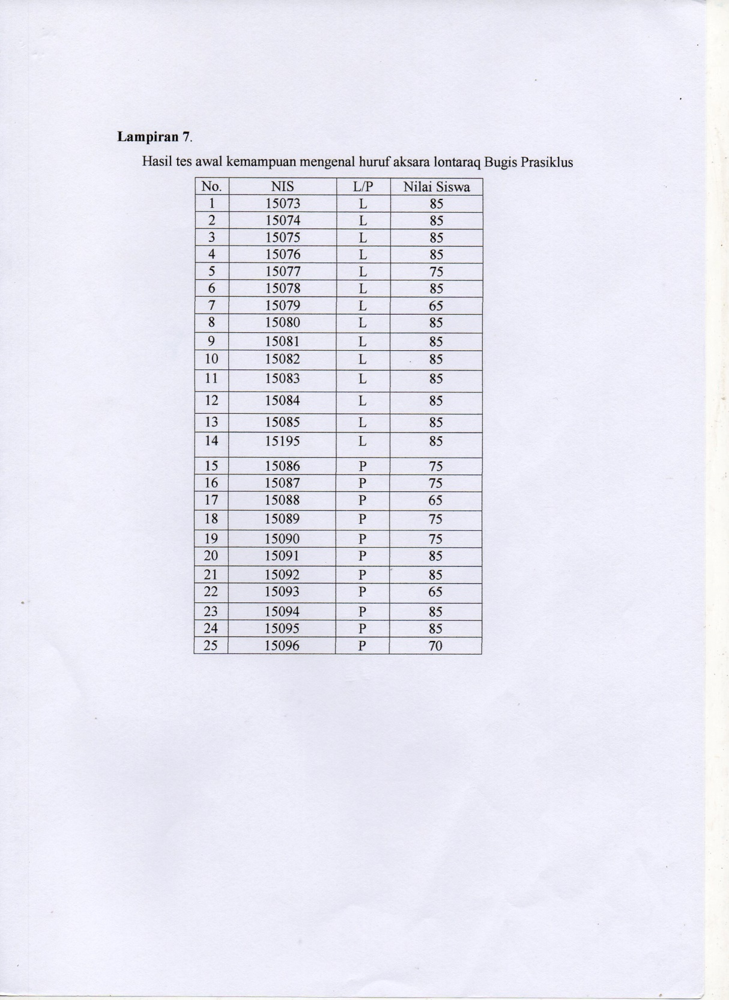 Lampiran 7.
Hasil tes awal kemampuan mengenal huruf aksara lontaraq Bugis Prasiklus
No. NIS L/P Nilai Siswa
1 15073 L 85
2 15074 L 85
3 15075 L 85
4 15076 L 85
5 15077 L 75
6 15078 L 85
7 15079 L 65
8 15080 L 85
9 15081 L 85
10 15082 L 85
11 15083 L 85
12 15084 L 85
13 15085 L 85
14 15195 L 85
15 15086 P 75
16 15087 P 75
17 15088 P 65
18 15089 P 75
19 15090 P 75
20 15091 P 85
21 15092 P 85
22 15093 P 65
23 15094 P 85
24 15095 P 85
25 15096 P 70